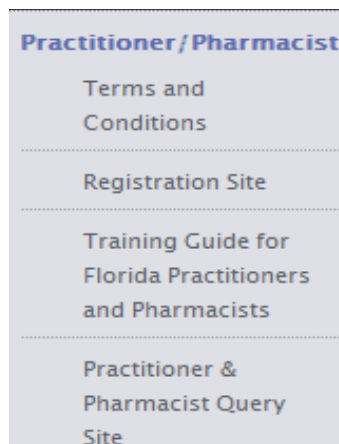 Practitioner/Pharmacist
Terms and
Conditions
Registration Site
Training Guide for
Florida Practitioners
and Pharmacists
Practitioner &
Pharmacist Query
Site